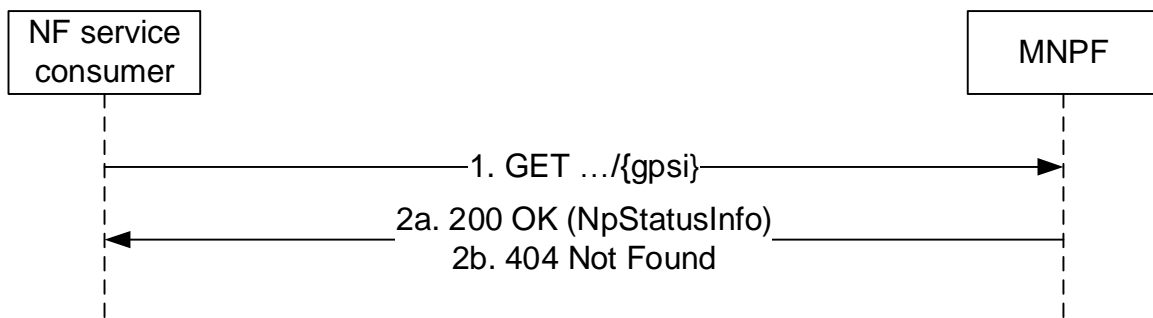 NF service
consumer
MNPF
1. GET …/{gpsi}
2a. 200 OK (NpStatusInfo)
2b. 404 Not Found